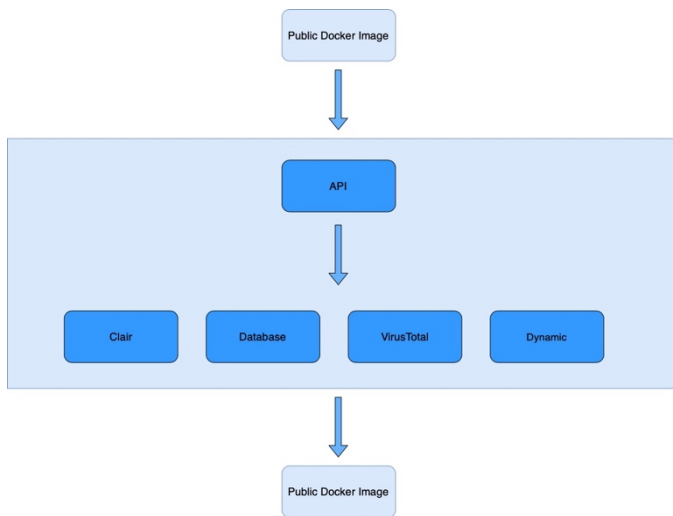 Public Docker Image
API
Clair
Database
VirusTotal
Dynamic
Public Docker Image